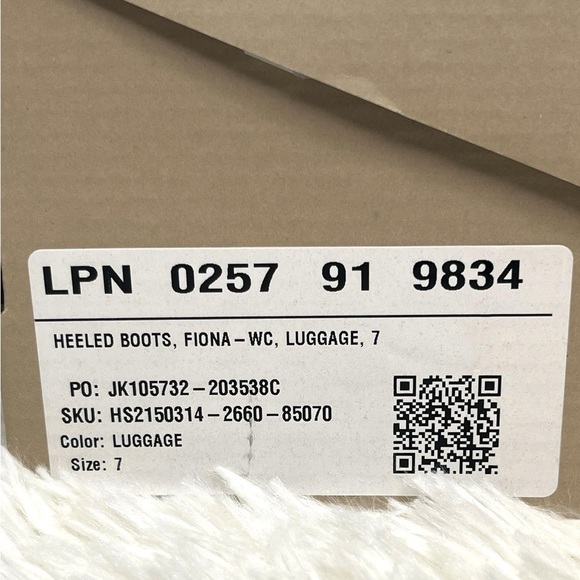 LPN 0257 91 9834
HEELED BOOTS, FIONA-WC, LUGGAGE, 7
PO: JK105732-203538C
SKU: HS2150314-2660-85070
Color: LUGGAGE
Size: 7